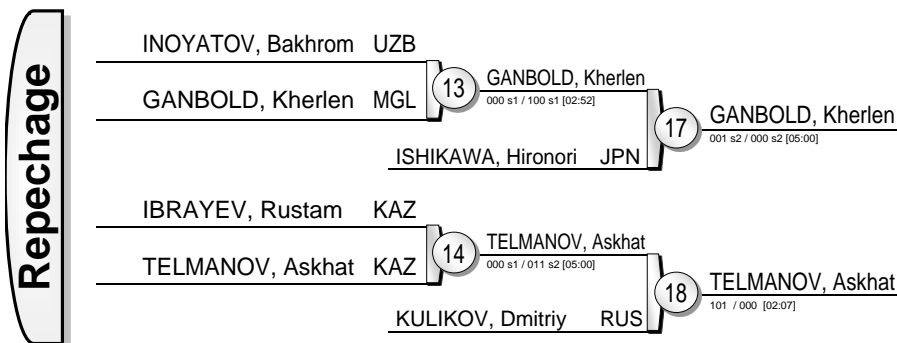 Repechage
INOYATOV, Bakhrom UZB
GANBOLD, Kherlen MGL
13
GANBOLD, Kherlen
000 s1 / 100 s1 [02:52]
ISHIKAWA, Hironori JPN
17
GANBOLD, Kherlen
001 s2 / 000 s2 [05:00]
IBRAYEV, Rustam KAZ
TELMANOV, Askhat KAZ
14
TELMANOV, Askhat
000 s1 / 011 s2 [05:00]
KULIKOV, Dmitriy RUS
18
TELMANOV, Askhat
101 / 000 [02:07]